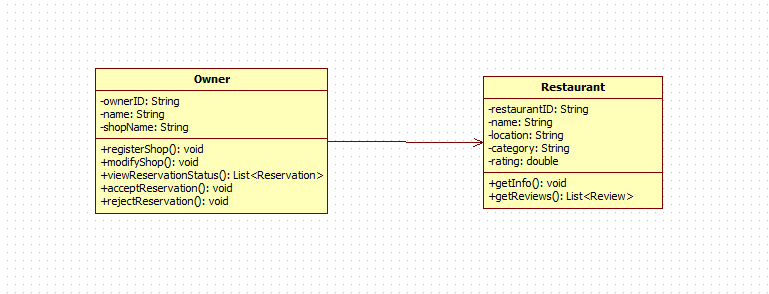 Owner
-ownerID: String
-name: String
-shopName: String
+registerShop(): void
+modifyShop(): void
+viewReservationStatus(): List<Reservation>
+acceptReservation(): void
+rejectReservation(): void
Restaurant
-restaurantID: String
-name: String
-location: String
-category: String
-rating: double
+getInfo(): void
+getReviews(): List<Review>